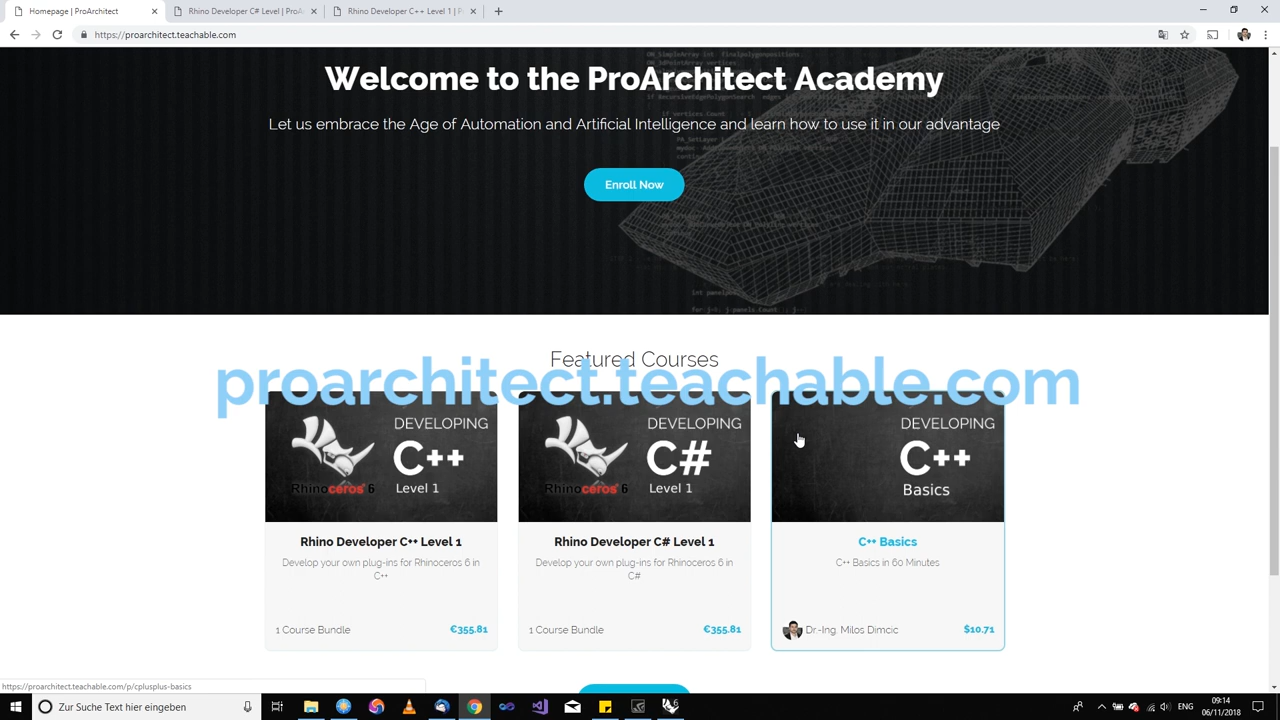 Homepage | ProArchitect
Rhino Developer C# Level | ProA
Rhino Developer C++ Level 1 | P
https://proarchitect.teachable.com
Welcome to the ProArchitect Academy
Let us embrace the Age of Automation and Artificial Intelligence and learn how to use it in our advantage
Enroll Now
Featured Courses
proarchitect.teachable.com
DEVELOPING
C++
Level 1
Rhinoceros 6
Rhino Developer C++ Level 1
Develop your own plug-ins for Rhinoceros 6 in
C++
1 Course Bundle
€355.81
DEVELOPING
C#
Level 1
Rhinoceros 6
Rhino Developer C# Level 1
Develop your own plug-ins for Rhinoceros 6 in
C#
1 Course Bundle
€355.81
DEVELOPING
C++
Basics
C++ Basics
C++ Basics in 60 Minutes
Dr.-Ing. Milos Dimcic
$10.71
https://proarchitect.teachable.com/p/cplusplus-basics
Zur Suche Text hier eingeben
ENG
09:14
06/11/2018